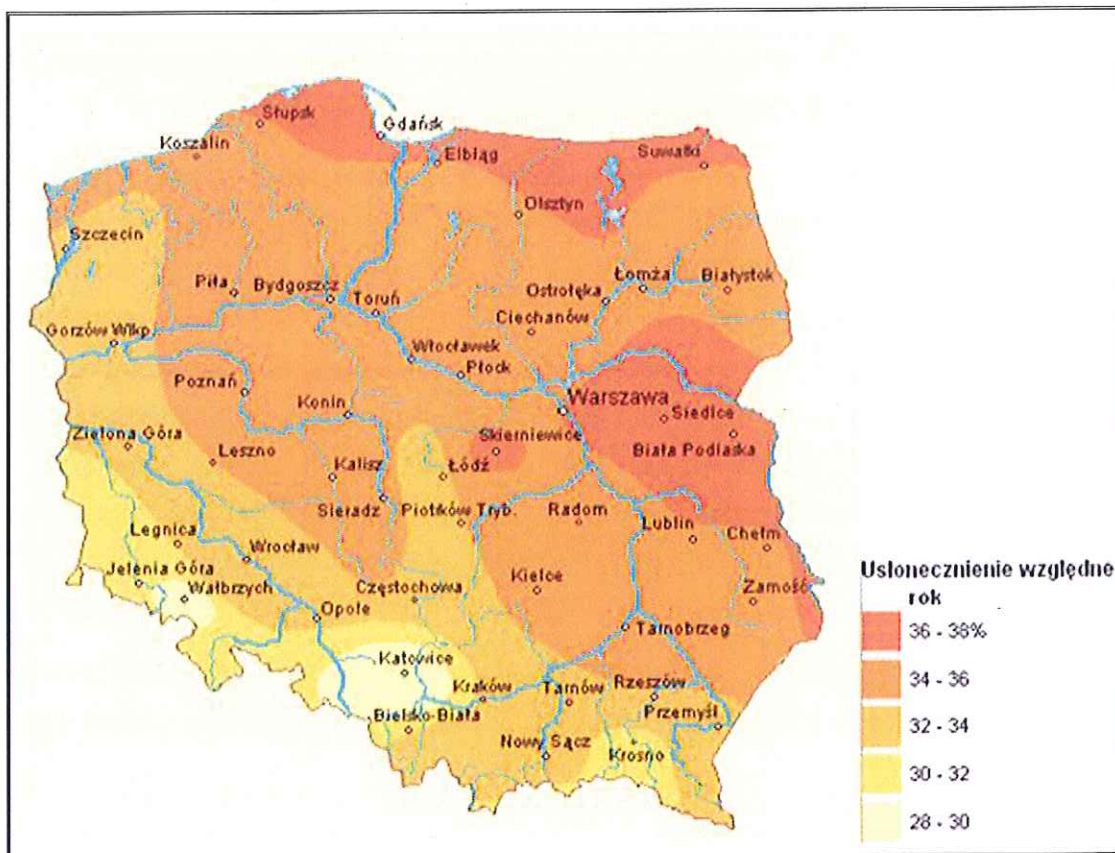 Słupsk
Gdańsk
Koszalin
Elbląg
Suwałki
Olsztyn
Szczecin
Piła
Bydgoszcz
Toruń
Łomża
Białystok
Ostrołęka
Ciechanów
Gorzów Wlkp.
Włocławek
Płock
Poznań
Konin
Warszawa
Siedlce
Zielona Góra
Skierniewice
Biała Podlaska
Leszno
Kalisz
Łódź
Sieradz
Piotrków Tryb.
Radom
Lublin
Chełm
Legnica
Wrocław
Jelenia Góra
Wałbrzych
Częstochowa
Kielce
Zamość
Opole
Tarnobrzeg
Katowice
Kraków
Tarnów
Rzeszów
Bielsko-Biała
Przemyśl
Nowy Sącz
Krosno
Usłonecznienie względne
rok
36 - 38%
34 - 36
32 - 34
30 - 32
28 - 30